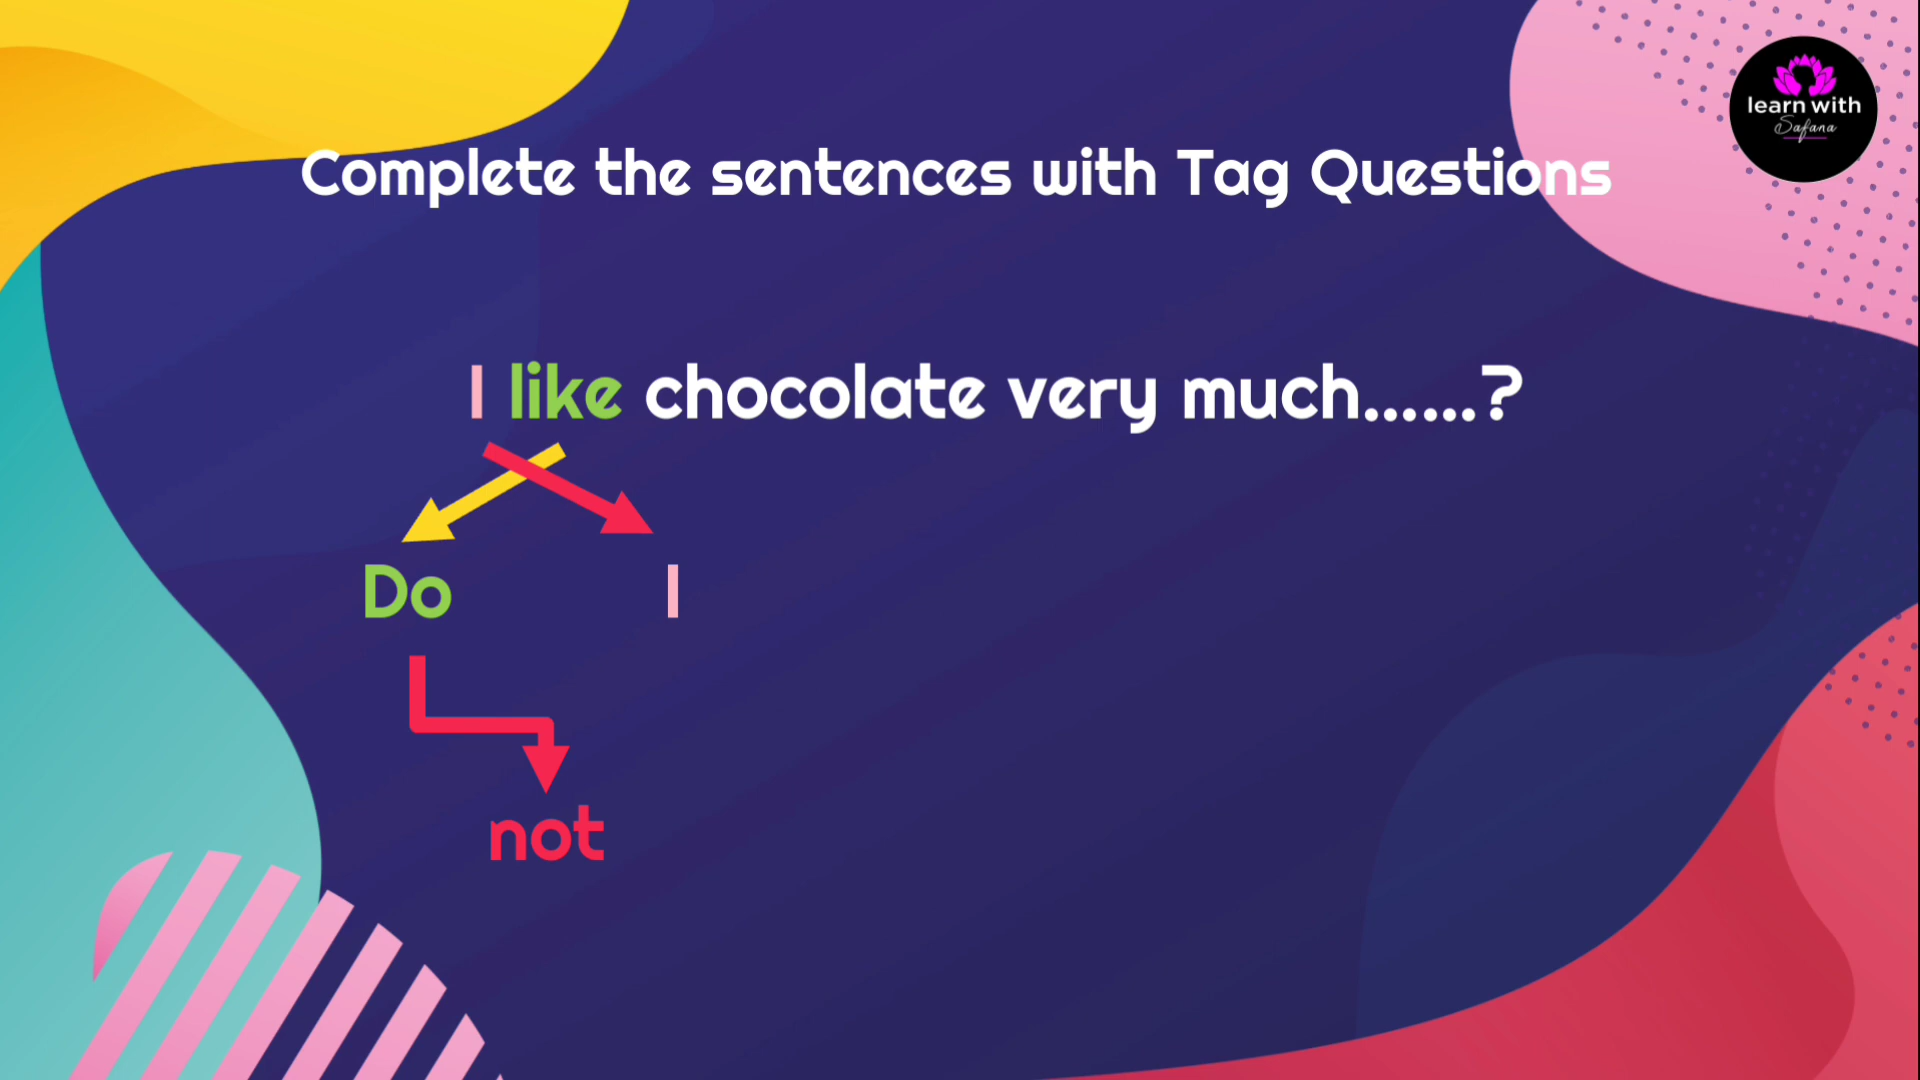 learn with
Safana
Complete the sentences with Tag Questions
I like chocolate very much......?
Do I
not